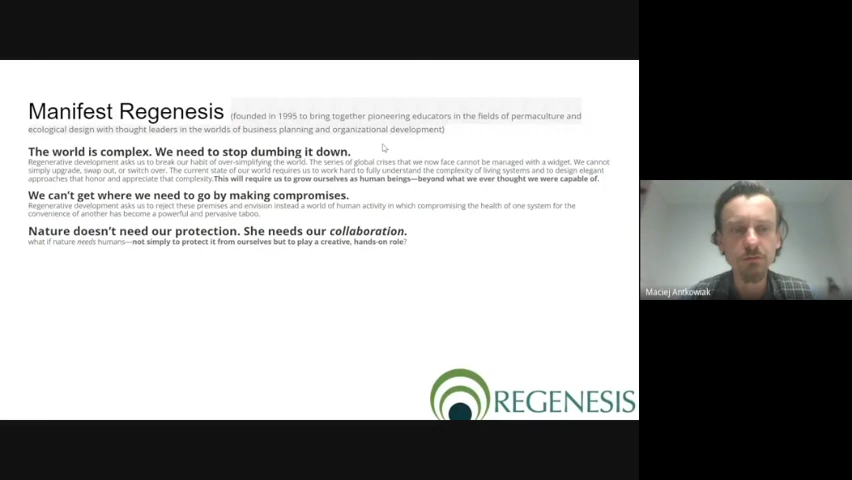 Manifest Regenesis (founded in 1995 to bring together pioneering educators in the fields of permaculture and
ecological design with thought leaders in the worlds of business planning and organizational development)
The world is complex. We need to stop dumbing it down.
Regenerative development asks us to break our habit of over-simplifying the world. The series of global crises that we now face cannot be managed with a widget. We cannot
simply upgrade, swap out, or switch over. The current state of our world requires us to work hard to fully understand the complexity of living systems and to design elegant
approaches that honor and appreciate that complexity.This will require us to grow ourselves as human beings—beyond what we ever thought we were capable of.
We can't get where we need to go by making compromises.
Regenerative development asks us to reject these premises and envision instead a world of human activity in which compromising the health of one system for the
convenience of another has become a powerful and pervasive taboo.
Nature doesn't need our protection. She needs our collaboration.
what if nature needs humans—not simply to protect it from ourselves but to play a creative, hands-on role?
REGENESIS
Maciej Antkowiak